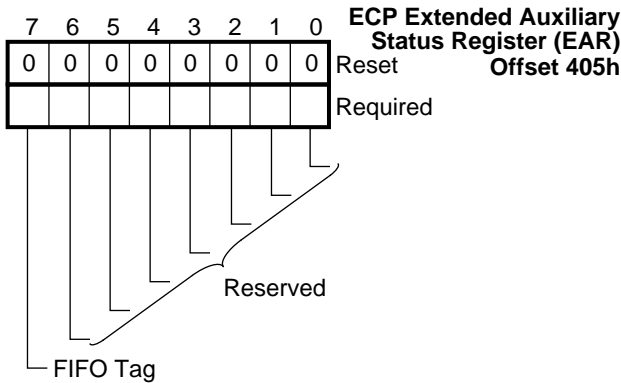 ECP Extended Auxiliary
Status Register (EAR)
Offset 405h
7 6 5 4 3 2 1 0
0 0 0 0 0 0 0 0 Reset
Required
Reserved
FIFO Tag